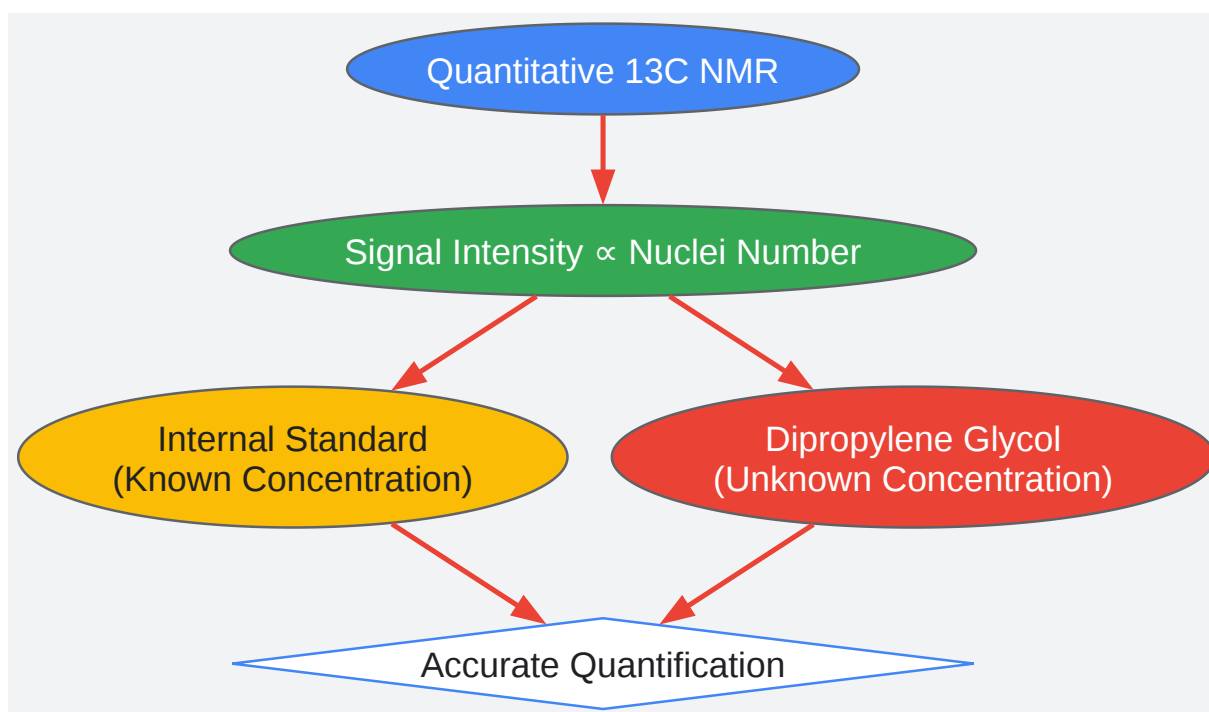 Quantitative 13C NMR
Signal Intensity ∝ Nuclei Number
Internal Standard
(Known Concentration)
Dipropylene Glycol
(Unknown Concentration)
Accurate Quantification